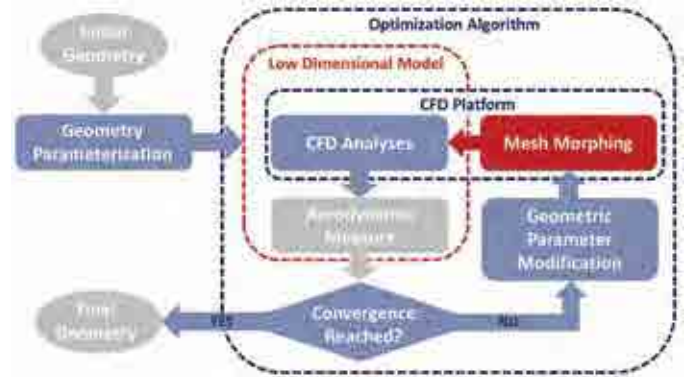 Optimization Algorithm
Initial
Geometry
Low Dimensional Model
CFD Platform
Geometry
Parameterization
CFD Analyses
Mesh Morphing
Aerodynamic
Measure
Geometric
Parameter
Modification
Final
Geometry
YES
Convergence
Reached?
NO